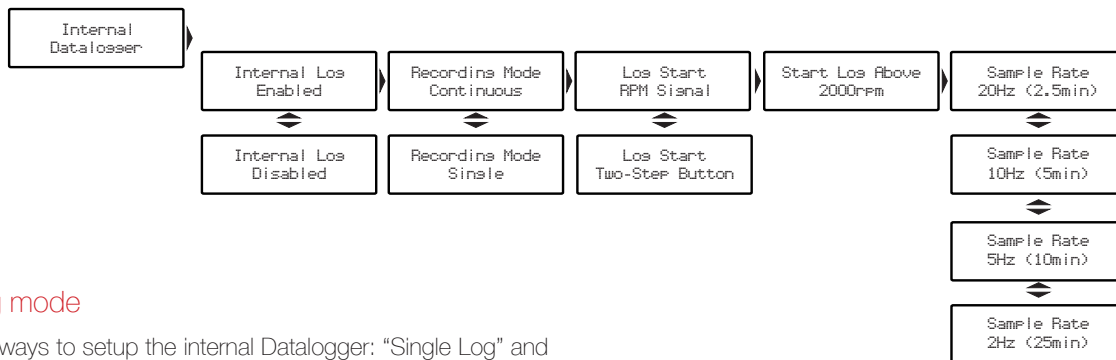 Internal
Datalogger
Internal Log
Enabled
Recording Mode
Continuous
Log Start
RPM Signal
Start Log Above
2000rpm
Sample Rate
20Hz (2.5min)
Internal Log
Disabled
Recording Mode
Single
Log Start
Two-Step Button
Sample Rate
10Hz (5min)
Sample Rate
5Hz (10min)
Sample Rate
2Hz (25min)
mode
ways to setup the internal Datalogger: “Single Log” and